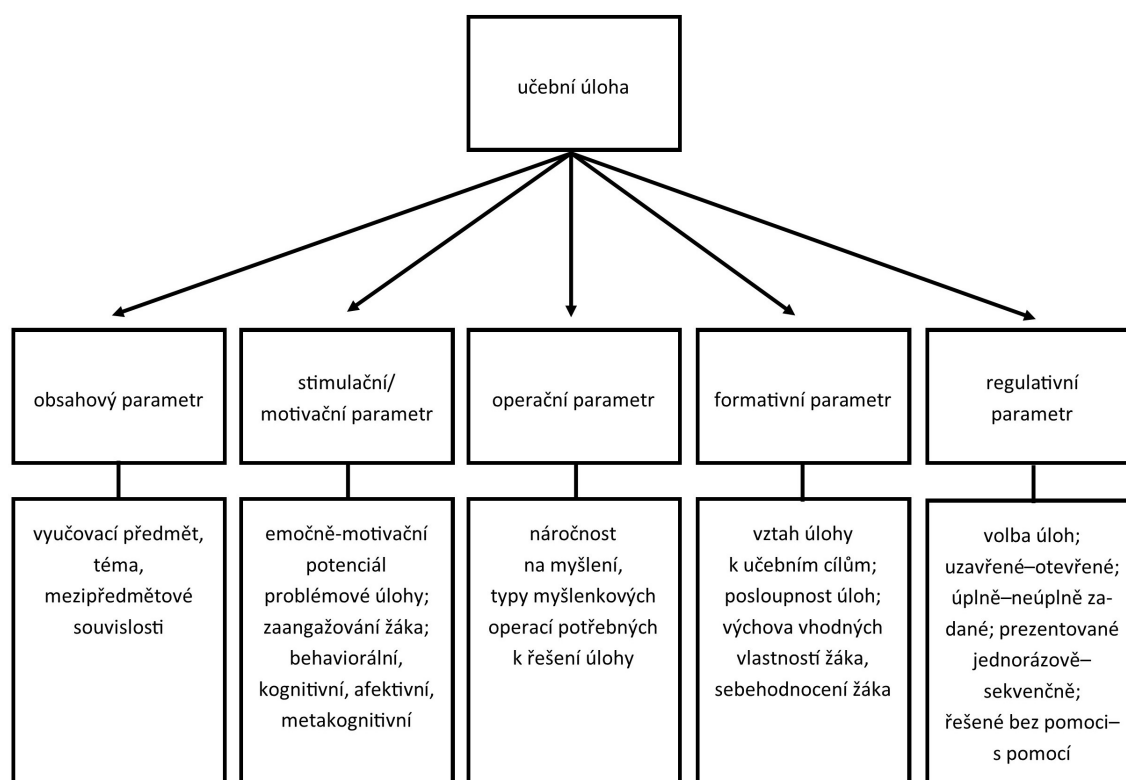 učební úloha
obsahový parametr
stimulační/
motivační parametr
operační parametr
formativní parametr
regulativní
parametr
vyučovací předmět,
téma,
mezipředmětové
souvislosti
emočně-motivační
potenciál
problémové úlohy;
zaangažování žáka;
behaviorální,
kognitivní, afektivní,
metakognitivní
náročnost
na myšlení,
typy myšlenkových
operací potřebných
k řešení úlohy
vztah úlohy
k učebním cílům;
posloupnost úloh;
výchova vhodných
vlastností žáka,
sebehodnocení žáka
volba úloh;
uzavřené–otevřené;
úplně–neúplně za-
dané; prezentované
jednorázově–
sekvenčně;
řešené bez pomoci–
s pomocí